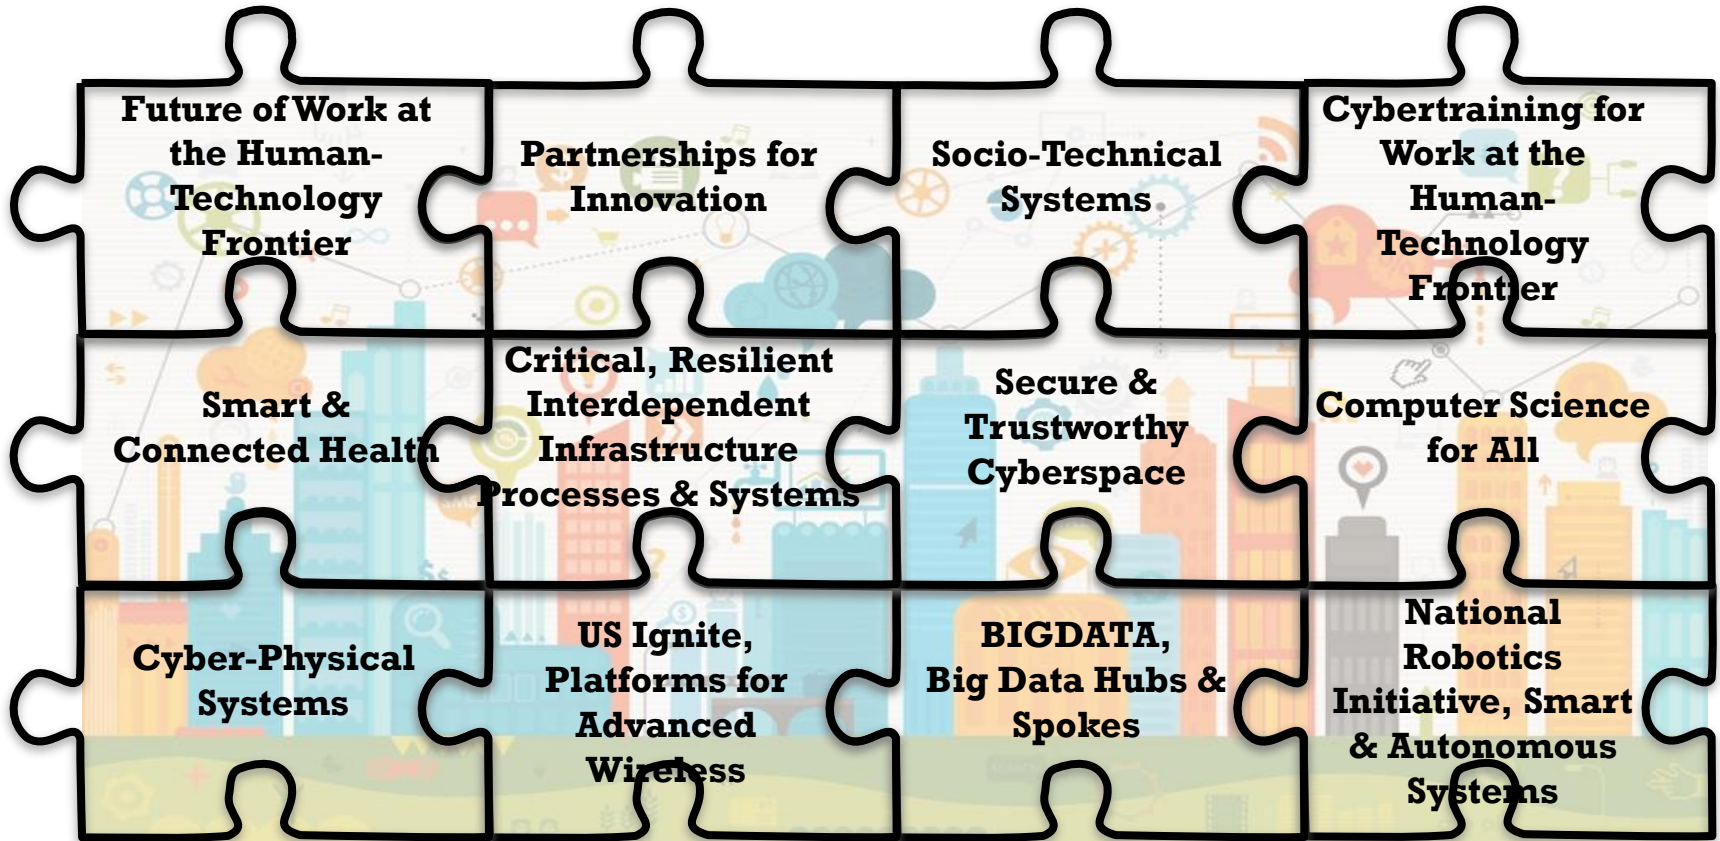 Future of Work at
the Human-
Technology
Frontier
Partnerships for
Innovation
Socio-Technical
Systems
Cybertraining for
Work at the
Human-
Technology
Frontier
Smart &
Connected Health
Critical, Resilient
Interdependent
Infrastructure
Processes & Systems
Secure &
Trustworthy
Cyberspace
Computer Science
for All
Cyber-Physical
Systems
US Ignite,
Platforms for
Advanced
Wireless
BIGDATA,
Big Data Hubs &
Spokes
National
Robotics
Initiative, Smart
& Autonomous
Systems